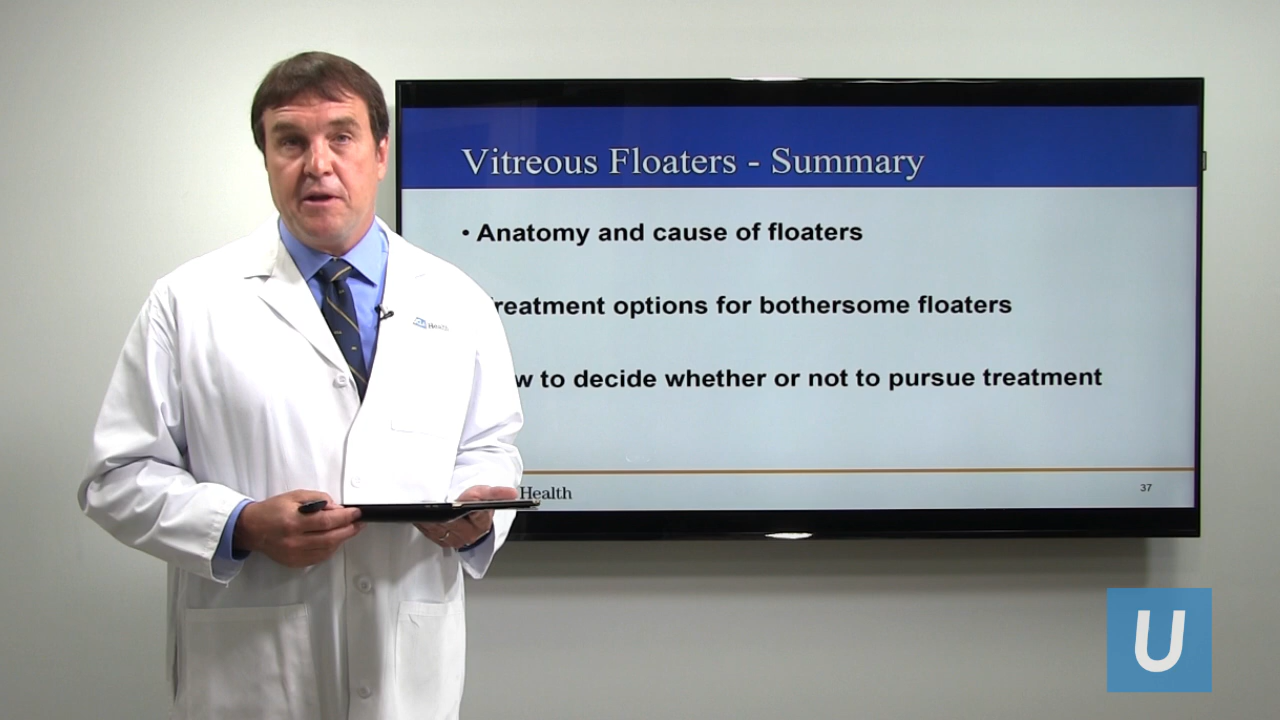 Vitreous Floaters - Summary
• Anatomy and cause of floaters
reatment options for bothersome floaters
w to decide whether or not to pursue treatment
Health
Health
37
U